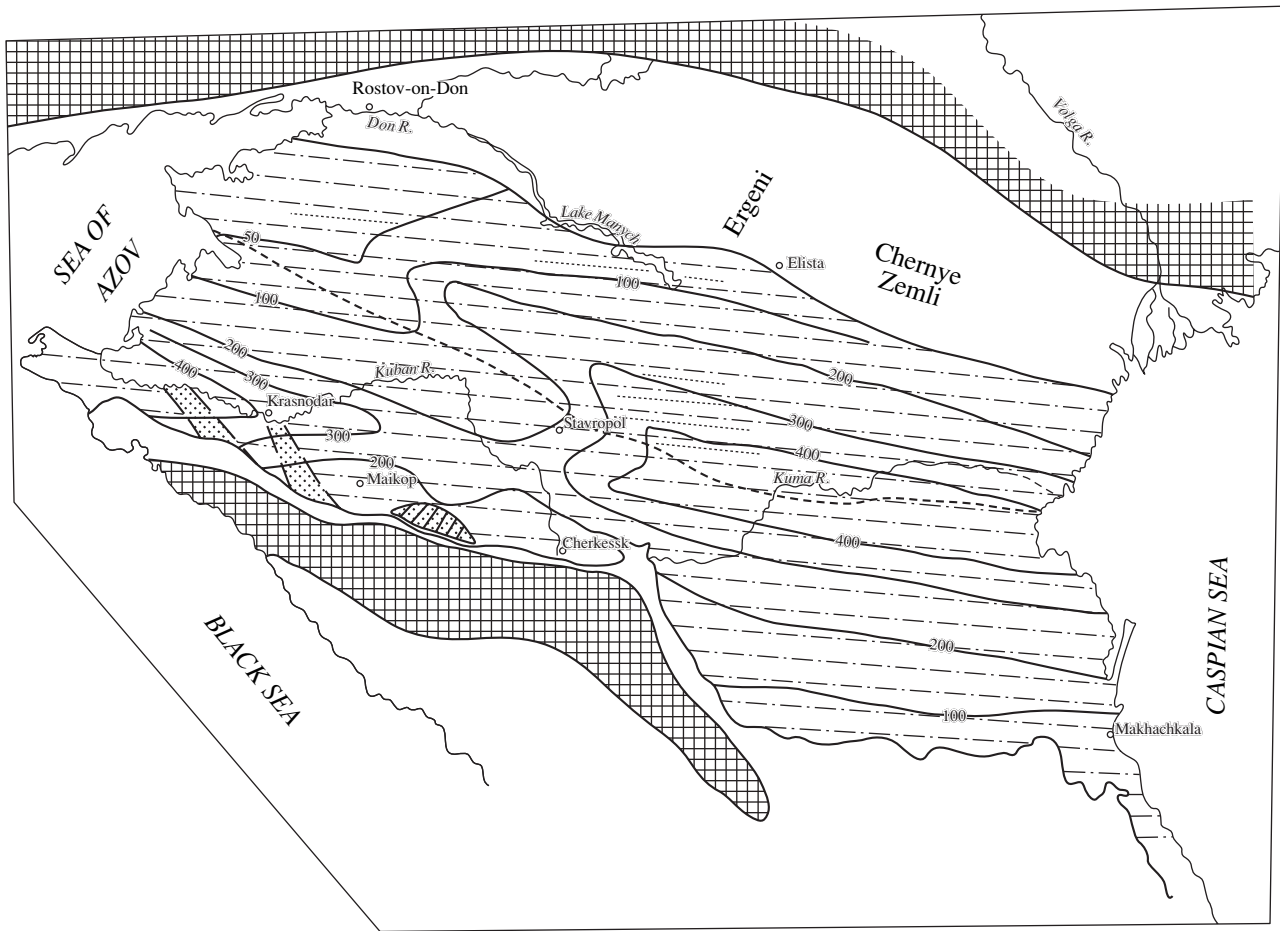 Rostov-on-Don
Don R.
Volga R.
SEA OF
AZOV
Ergeni
Lake Manych
50
Elista
Chernye
Zemli
100
100
200
Kuban R.
400
300
200
Krasnodar
300
Stavropol
300
400
200
Maikop
Kuma R.
Cherkessk
400
BLACK SEA
CASPIAN SEA
200
100
Makhachkala